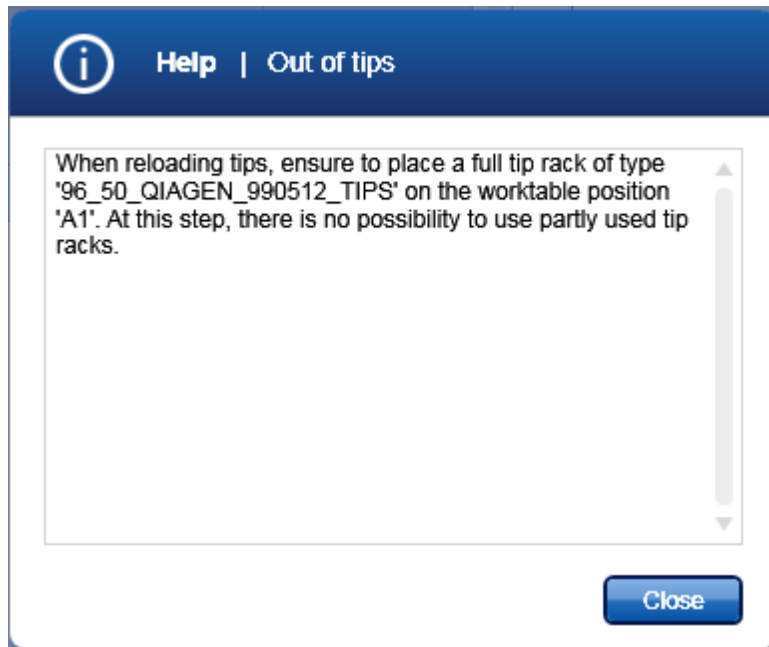 Help | Out of tips
When reloading tips, ensure to place a full tip rack of type
'96_50_QIAGEN_990512_TIPS' on the worktable position
'A1'. At this step, there is no possibility to use partly used tip
racks.
Close